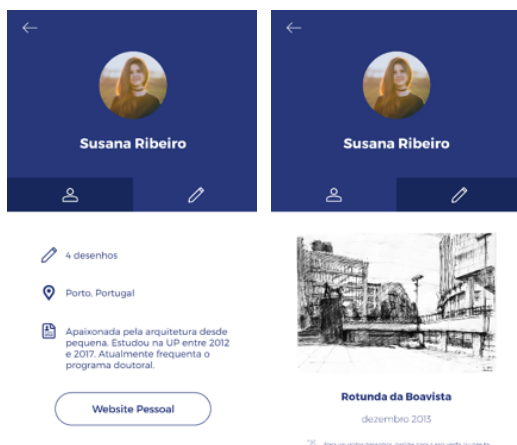 Susana Ribeiro
4 desenhos
Porto, Portugal
Apaixonada pela arquitetura desde
pequena. Estudou na UP entre 2012
e 2017. Atualmente frequenta o
programa doutoral.
Website Pessoal
Susana Ribeiro
Rotunda da Boavista
dezembro 2013